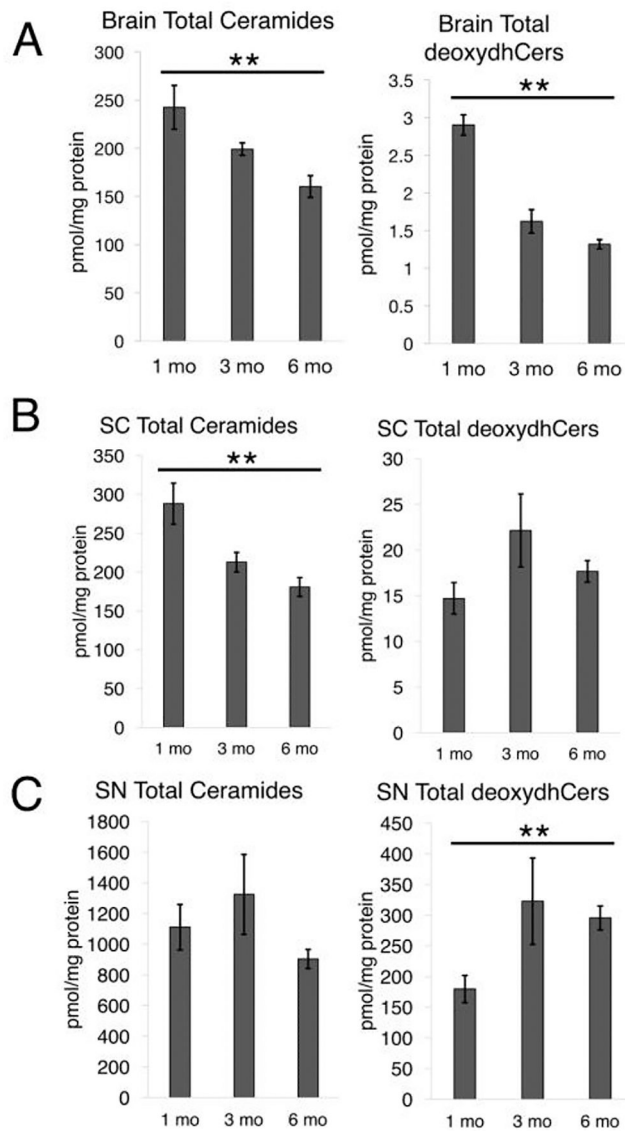 A
Brain Total Ceramides
**
pmol/mg protein
300
250
200
150
100
50
0
1 mo 3 mo 6 mo
Brain Total
deoxydhCers
**
pmol/mg protein
3.5
3
2.5
2
1.5
1
0.5
0
1 mo 3 mo 6 mo
B
SC Total Ceramides
**
pmol/mg protein
350
300
250
200
150
100
50
0
1 mo 3 mo 6 mo
SC Total deoxydhCers
pmol/mg protein
30
25
20
15
10
5
0
1 mo 3 mo 6 mo
C
SN Total Ceramides
pmol/mg protein
1800
1600
1400
1200
1000
800
600
400
200
0
1 mo 3 mo 6 mo
SN Total deoxydhCers
**
pmol/mg protein
450
400
350
300
250
200
150
100
50
0
1 mo 3 mo 6 mo